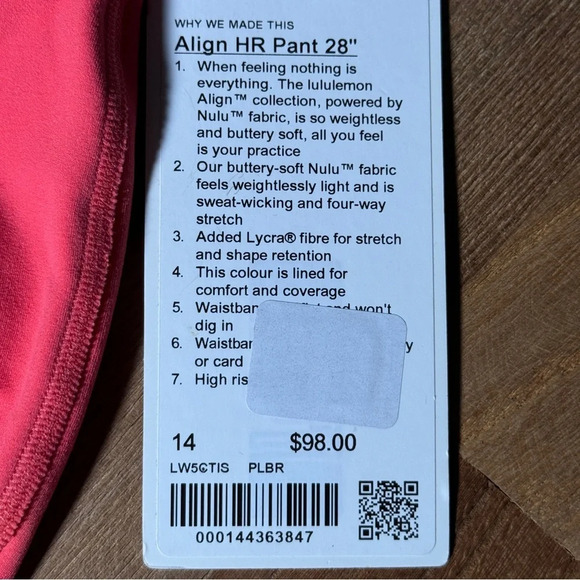 WHY WE MADE THIS
Align HR Pant 28"
1. When feeling nothing is
everything. The lululemon
Align™ collection, powered by
Nulu™ fabric, is so weightless
and buttery soft, all you feel
is your practice
2. Our buttery-soft Nulu™ fabric
feels weightlessly light and is
sweat-wicking and four-way
stretch
3. Added Lycra® fibre for stretch
and shape retention
4. This colour is lined for
comfort and coverage
5. and won't
dig in
6.
or card
7. High
14 $98.00
PLBR
000144363847